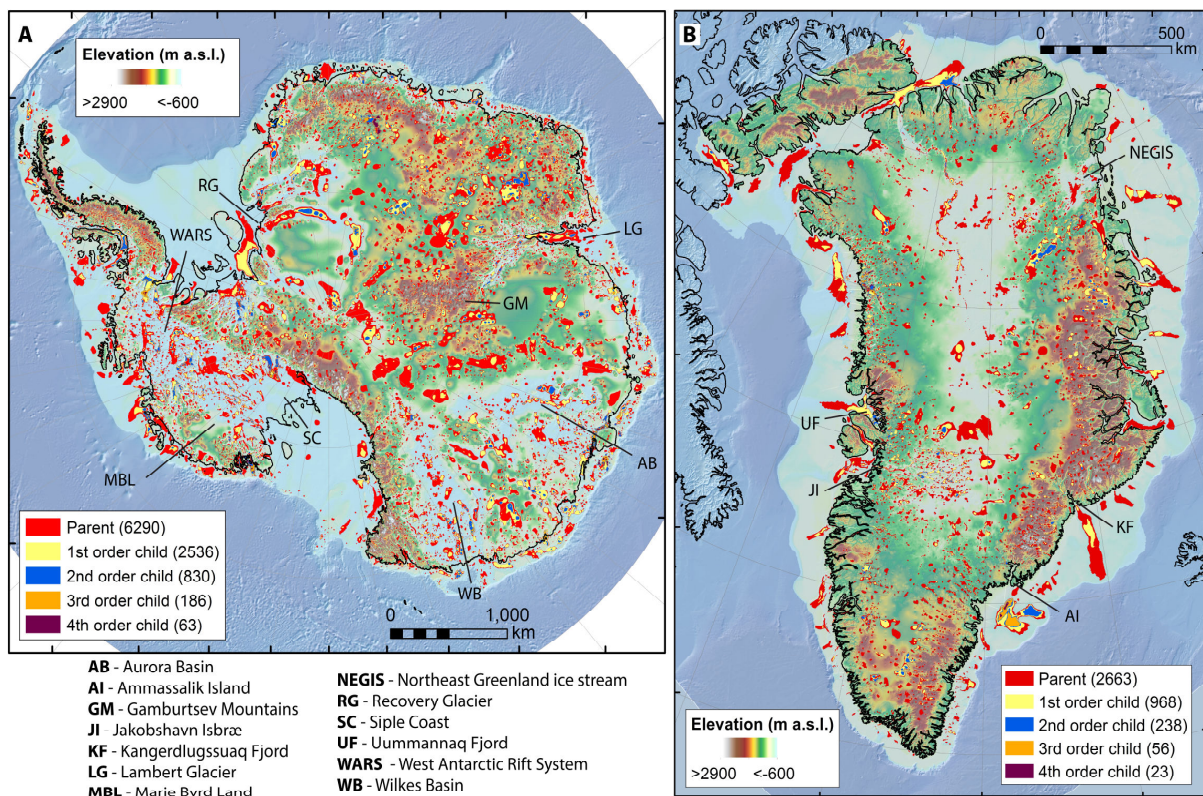 A
Elevation (m a.s.l.)
>2900 <-600
RG
WARS
LG
GM
SC
MBL
AB
WB
Parent (6290)
1st order child (2536)
2nd order child (830)
3rd order child (186)
4th order child (63)
0 1,000
km
B
0 500
km
NEGIS
UF
JI
KF
AI
Elevation (m a.s.l.)
>2900 <-600
Parent (2663)
1st order child (968)
2nd order child (238)
3rd order child (56)
4th order child (23)
AB - Aurora Basin
AI - Ammassalik Island
GM - Gamburtsev Mountains
JI - Jakobshavn Isbræ
KF - Kangerdlugssuaq Fjord
LG - Lambert Glacier
MBL - Marie Byrd Land
NEGIS - Northeast Greenland ice stream
RG - Recovery Glacier
SC - Siple Coast
UF - Uummannaq Fjord
WARS - West Antarctic Rift System
WB - Wilkes Basin